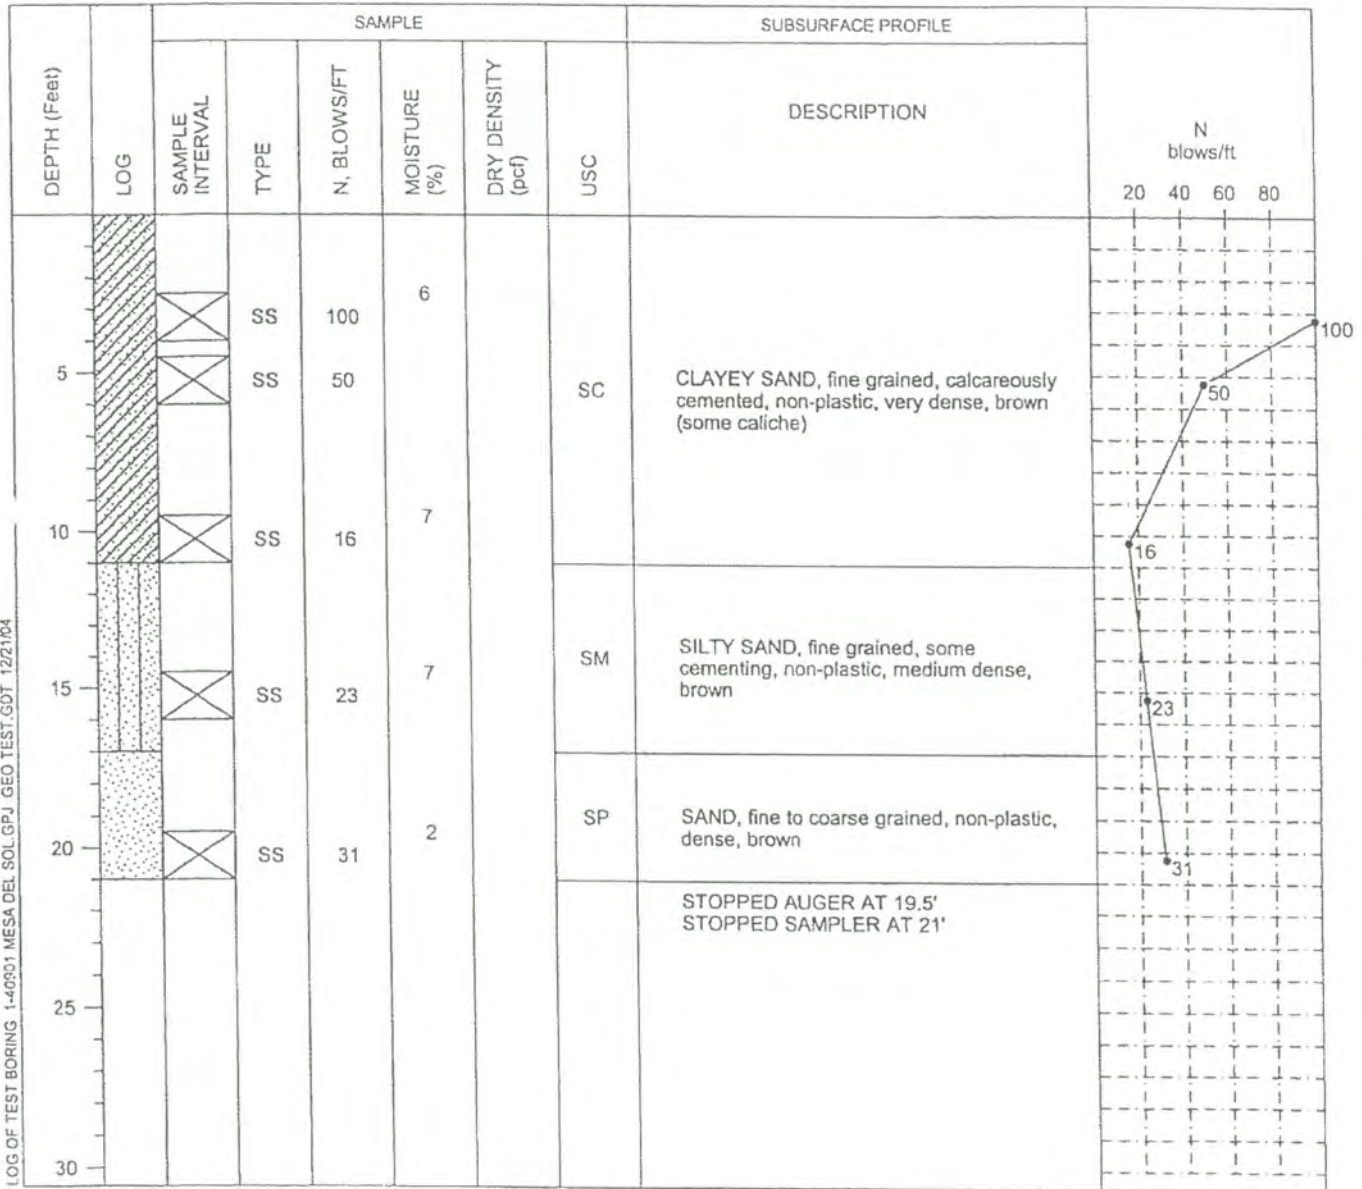 SAMPLE
SUBSURFACE PROFILE
DEPTH (Feet)
LOG
SAMPLE
INTERVAL
TYPE
N, BLOWS/FT
MOISTURE
(%)
DRY DENSITY
(pcf)
USC
DESCRIPTION
N
blows/ft
20 40 60 80
6
SS 100
100
5
SS 50
50
SC
CLAYEY SAND, fine grained, calcareously
cemented, non-plastic, very dense, brown
(some caliche)
7
10
SS 16
16
SM
SILTY SAND, fine grained, some
cementing, non-plastic, medium dense,
brown
7
15
SS 23
23
SP
SAND, fine to coarse grained, non-plastic,
dense, brown
2
20
SS 31
31
STOPPED AUGER AT 19.5'
STOPPED SAMPLER AT 21'
25
30
LOG OF TEST BORING 1-40901 MESA DEL SOL.GPJ GEO TEST.GDT 12/21/04